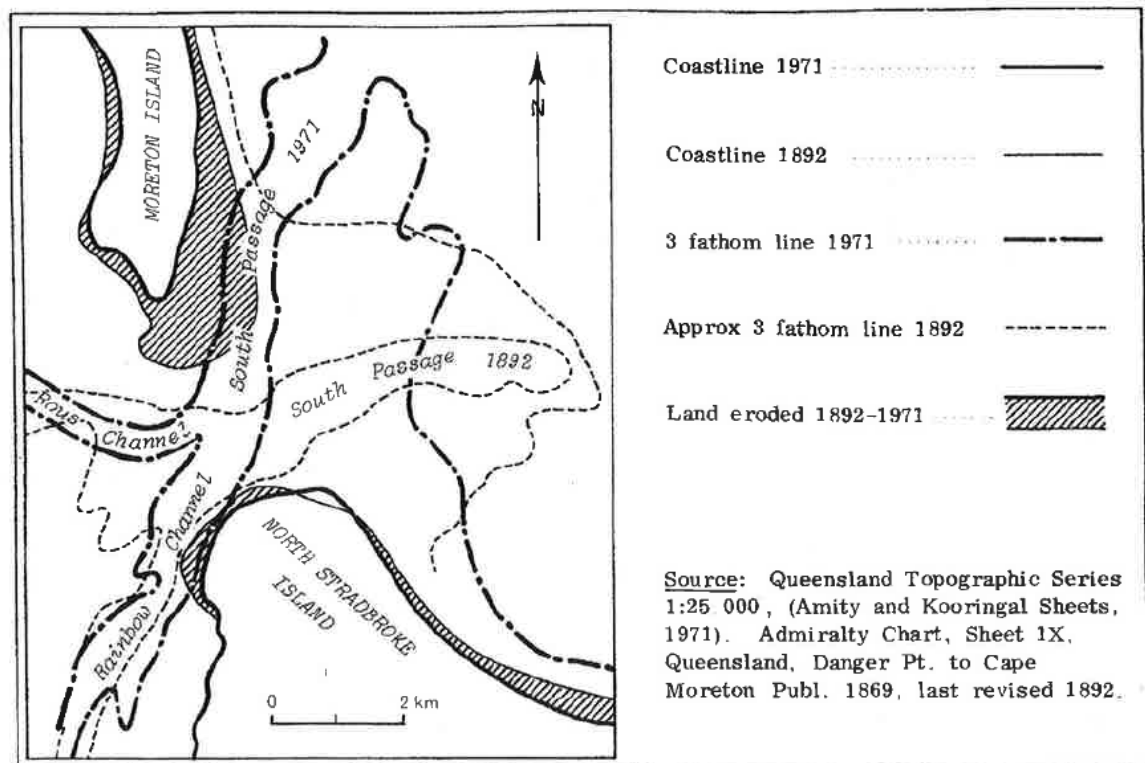 MORETON ISLAND
1971
South Passage
N
South Passage 1892
Rous Channel
Rainbow Channel
NORTH STRADBROKE
ISLAND
0 2 km
Coastline 1971
Coastline 1892
3 fathom line 1971
Approx 3 fathom line 1892
Land eroded 1892-1971
Source: Queensland Topographic Series
1:25 000, (Amity and Kooringal Sheets,
1971). Admiralty Chart, Sheet 1X,
Queensland, Danger Pt. to Cape
Moreton Publ. 1869, last revised 1892.